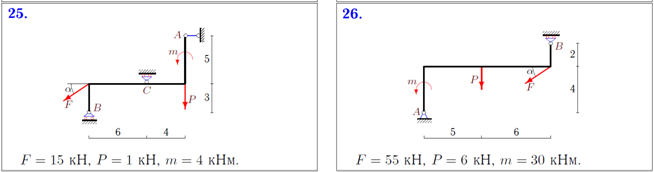 25.
A
m
5
α
F
C
P
3
B
6
4
F = 15 кН, P = 1 кН, m = 4 кНм.
26.
B
2
m
α
P
F
4
A
5
6
F = 55 кН, P = 6 кН, m = 30 кНм.